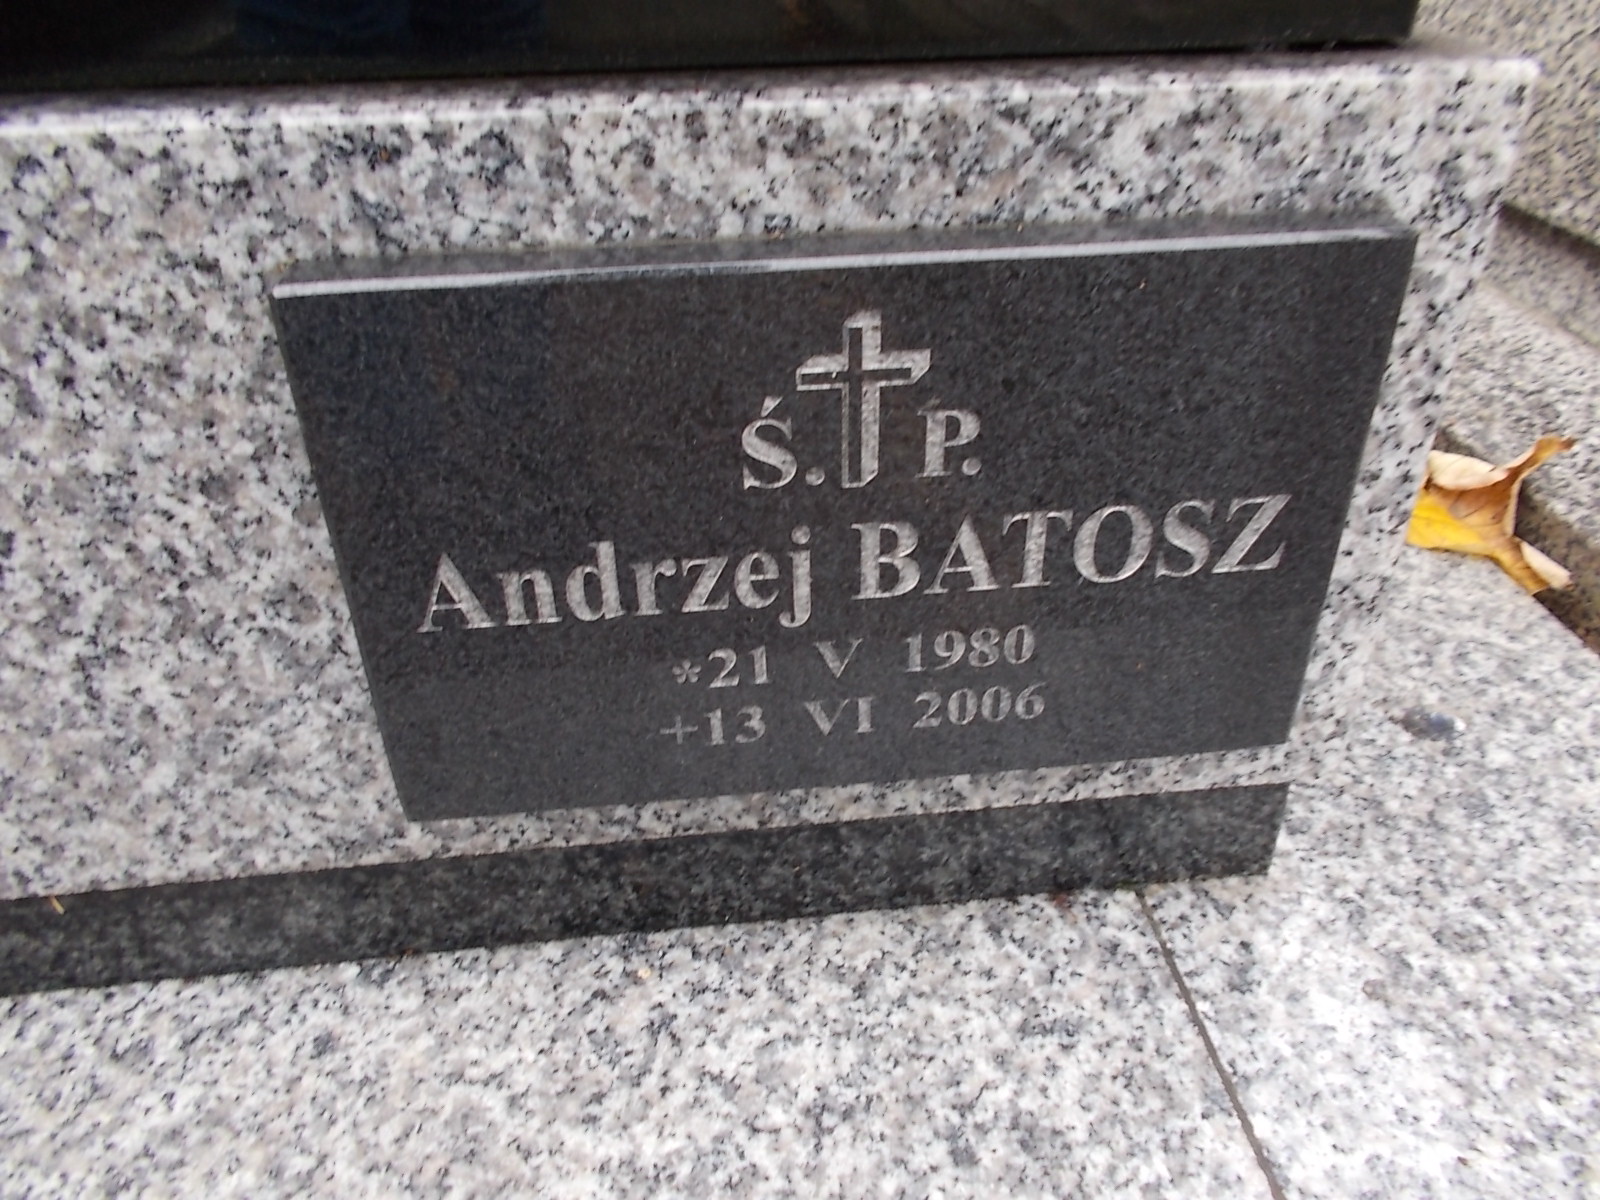 Ś. P.
Andrzej BATOSZ
*21 V 1980
+13 VI 2006